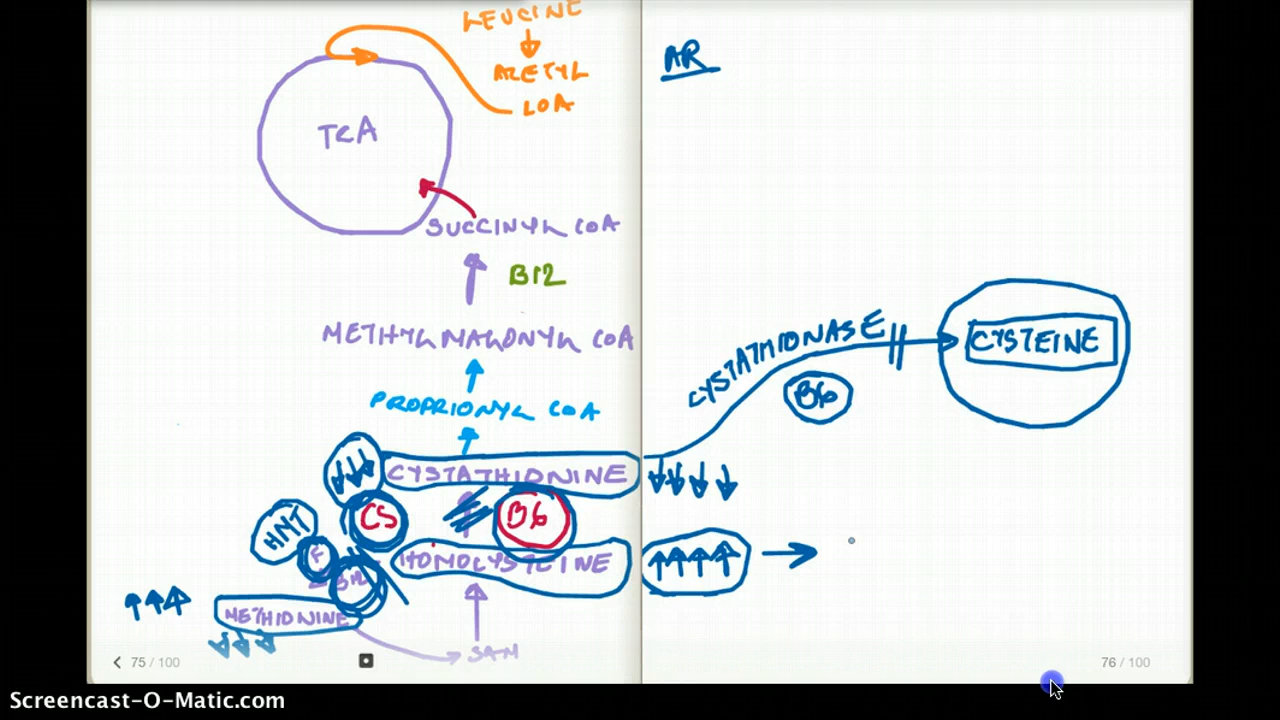 LEUCINE
ACETYL
COA
TCA
SUCCINYL COA
B12
METHYLMALONYL COA
PROPRIONYL COA
CYSTATHIONINE
CS
B6
HMT
F
B12
HOMOCYSTEINE
METHIONINE
SAM
75 / 100
AR
CYSTATHIONASE
B6
CYSTEINE
76 / 100
Screencast-O-Matic.com